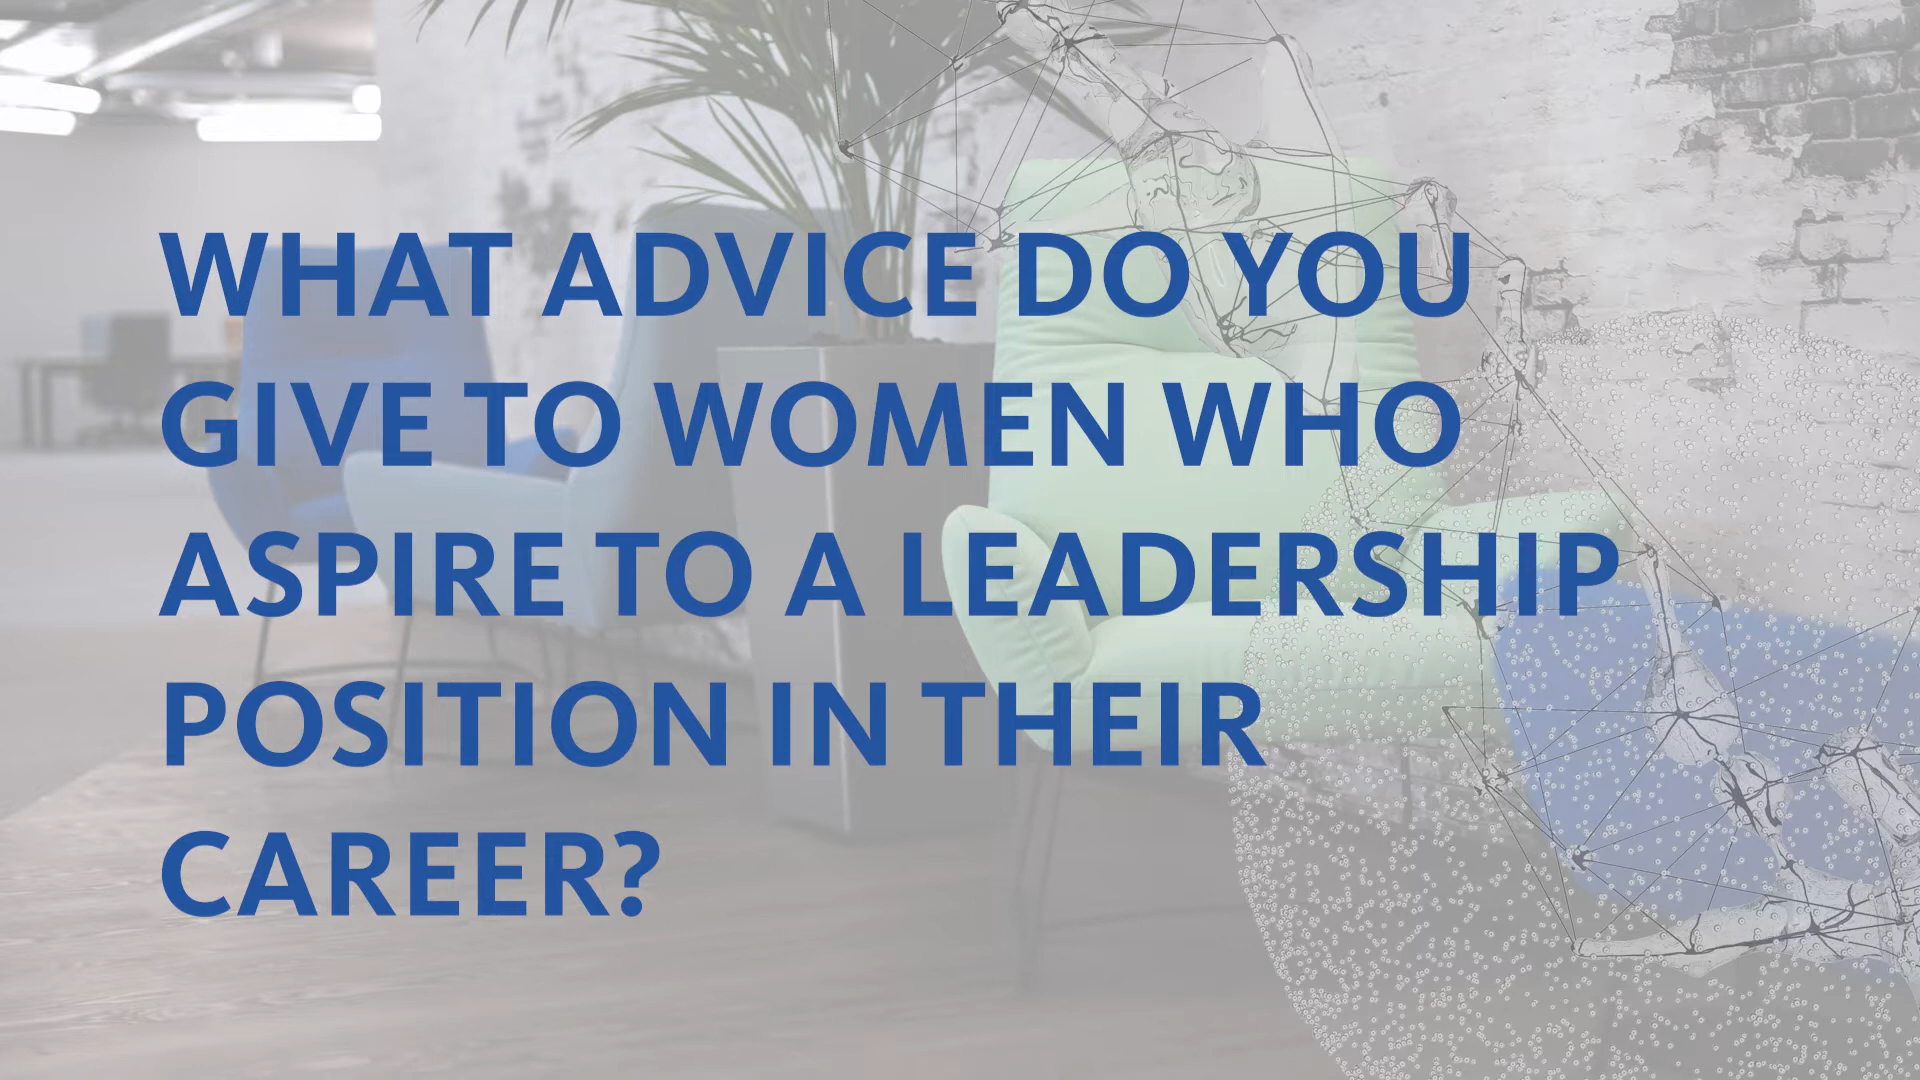 WHAT ADVICE DO YOU
GIVE TO WOMEN WHO
ASPIRE TO A LEADERSHIP
POSITION IN THEIR
CAREER?